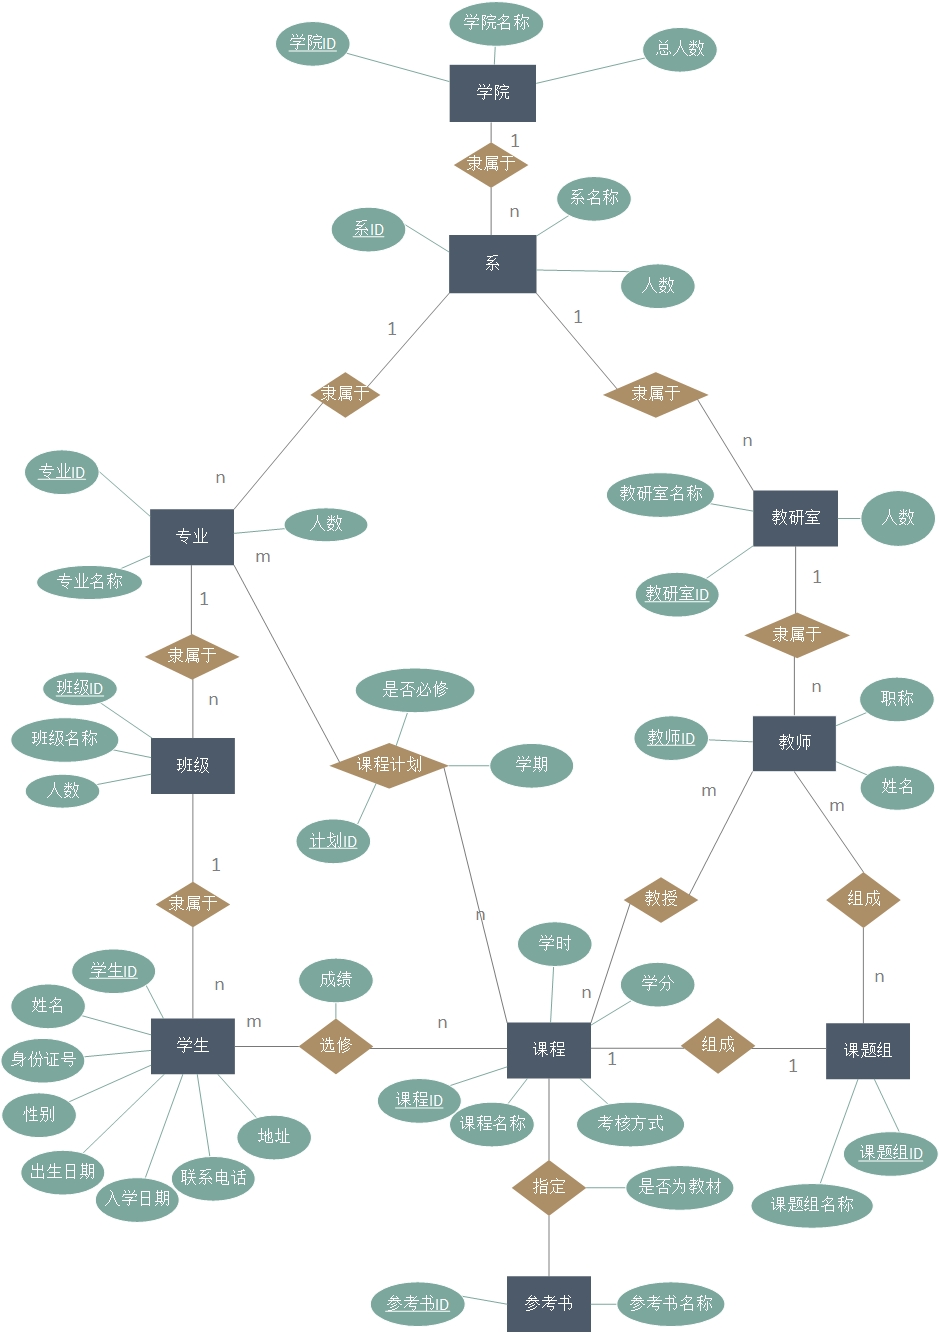 学院名称
学院ID
总人数
学院
1
隶属于
n
系名称
系ID
系
人数
1
1
隶属于
隶属于
n
n
专业ID
教研室名称
教研室
人数
人数
专业
m
专业名称
教研室ID
1
1
隶属于
隶属于
n
n
班级ID
是否必修
职称
班级名称
教师ID
教师
班级
课程计划
学期
人数
姓名
m
m
计划ID
1
隶属于
教授
组成
n
学时
成绩
学生ID
n
n
n
学分
姓名
m
n
学生
选修
课程
组成
课题组
身份证号
1
1
课程ID
性别
课程名称
考核方式
地址
课题组ID
出生日期
联系电话
入学日期
指定
是否为教材
课题组名称
参考书ID
参考书
参考书名称